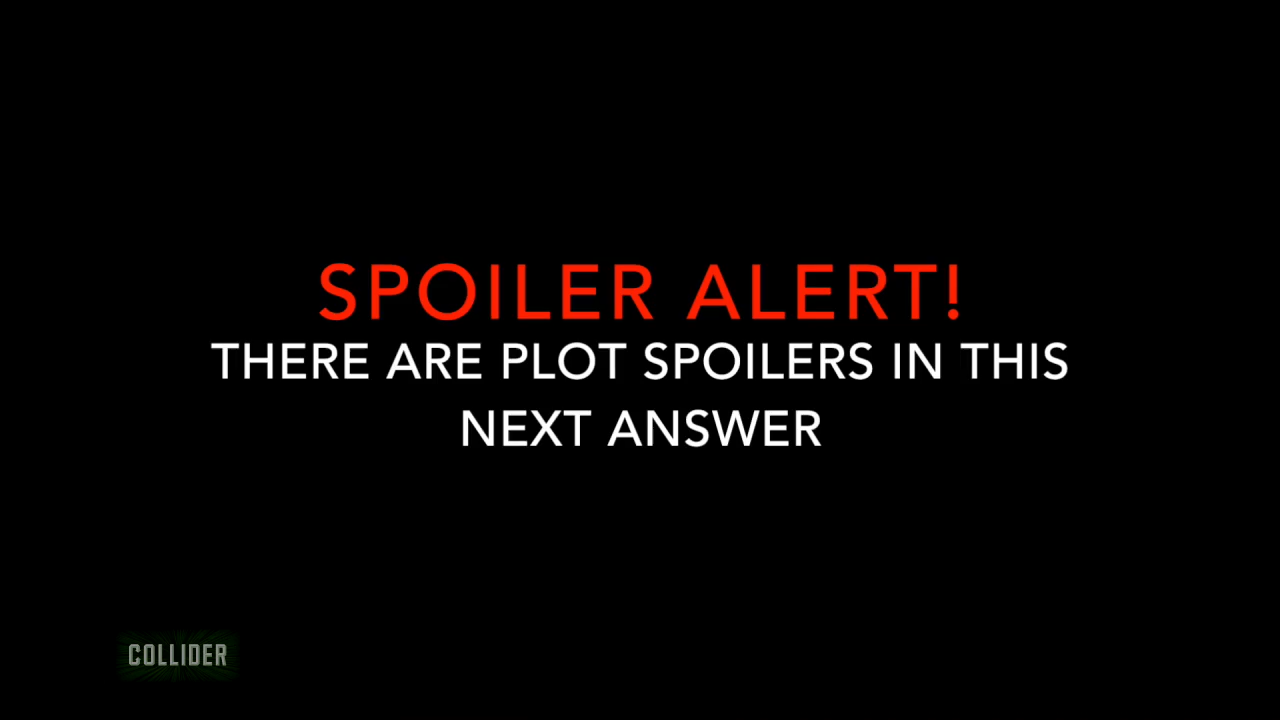 SPOILER ALERT!
THERE ARE PLOT SPOILERS IN THIS
NEXT ANSWER
COLLIDER